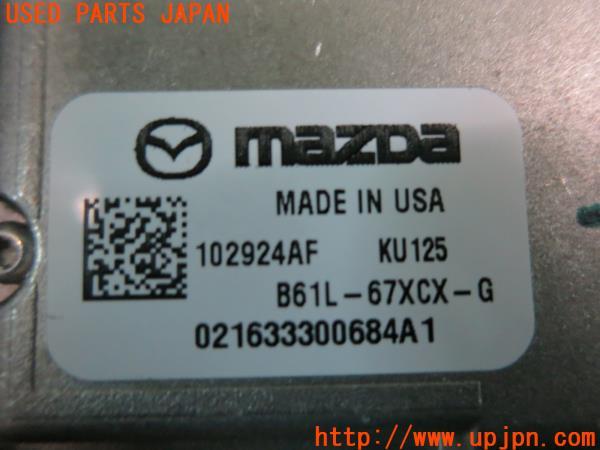 USED PARTS JAPAN
mazda
MADE IN USA
102924AF KU125
B61L-67XCX-G
021633300684A1
http://www.upjpn.com/